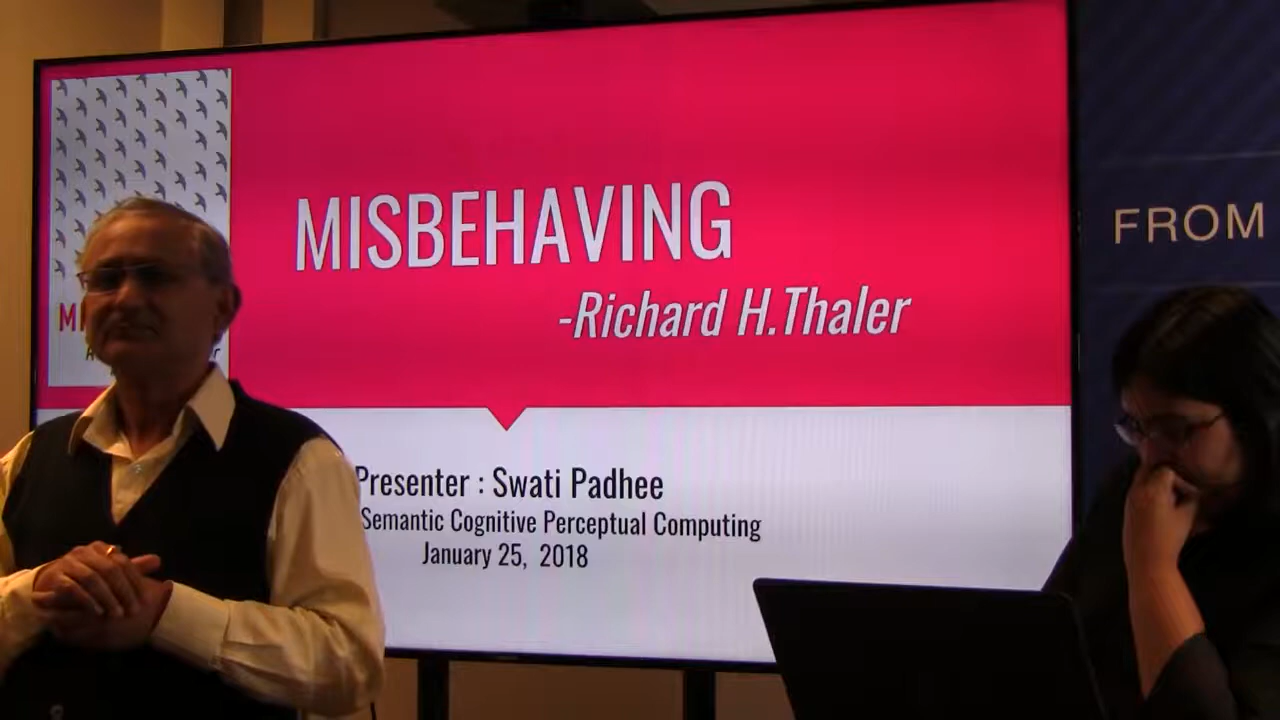 MISBEHAVING
-Richard H.Thaler
Presenter : Swati Padhee
Semantic Cognitive Perceptual Computing
January 25, 2018
FROM